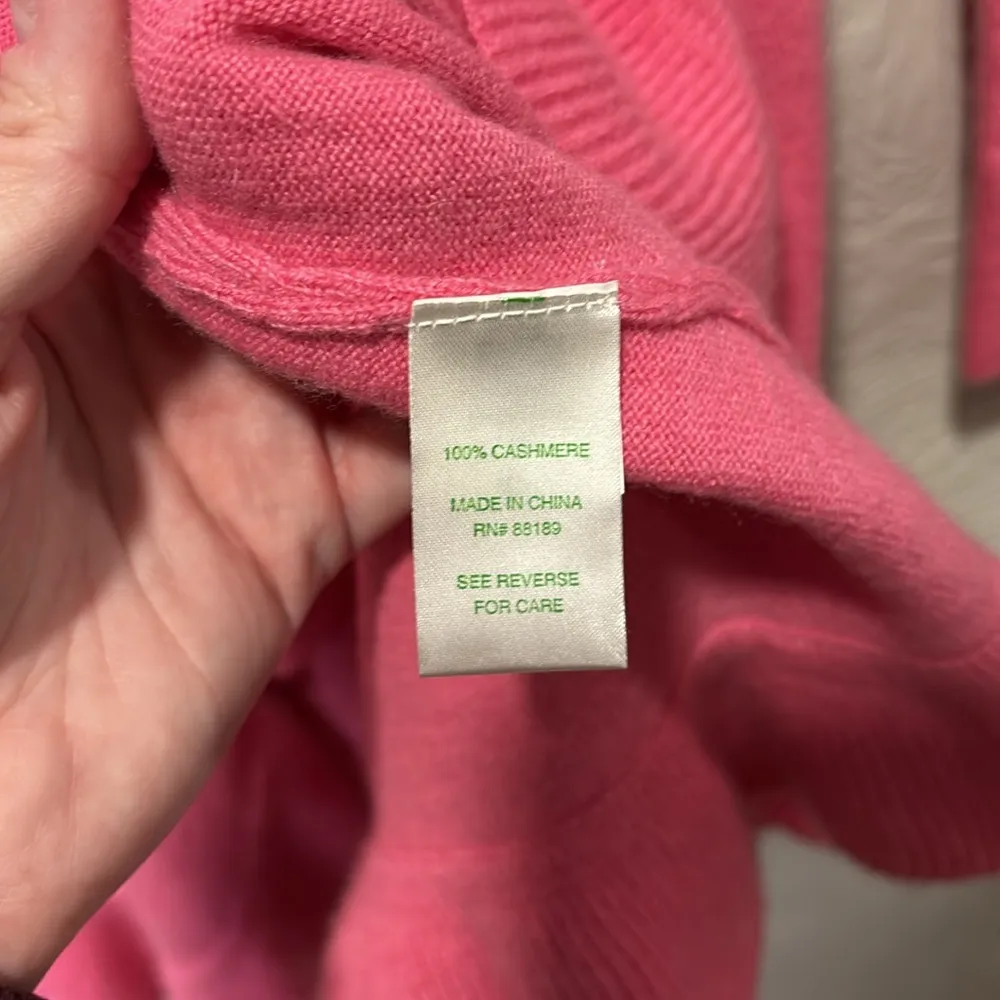 100% CASHMERE
MADE IN CHINA
RN# 88189
SEE REVERSE
FOR CARE